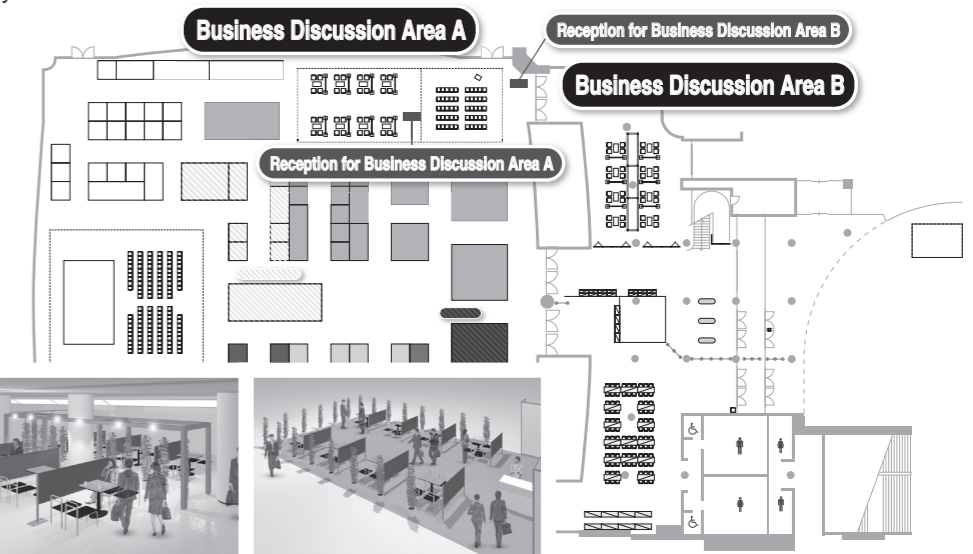 Business Discussion Area A
Reception for Business Discussion Area B
Business Discussion Area B
Reception for Business Discussion Area A